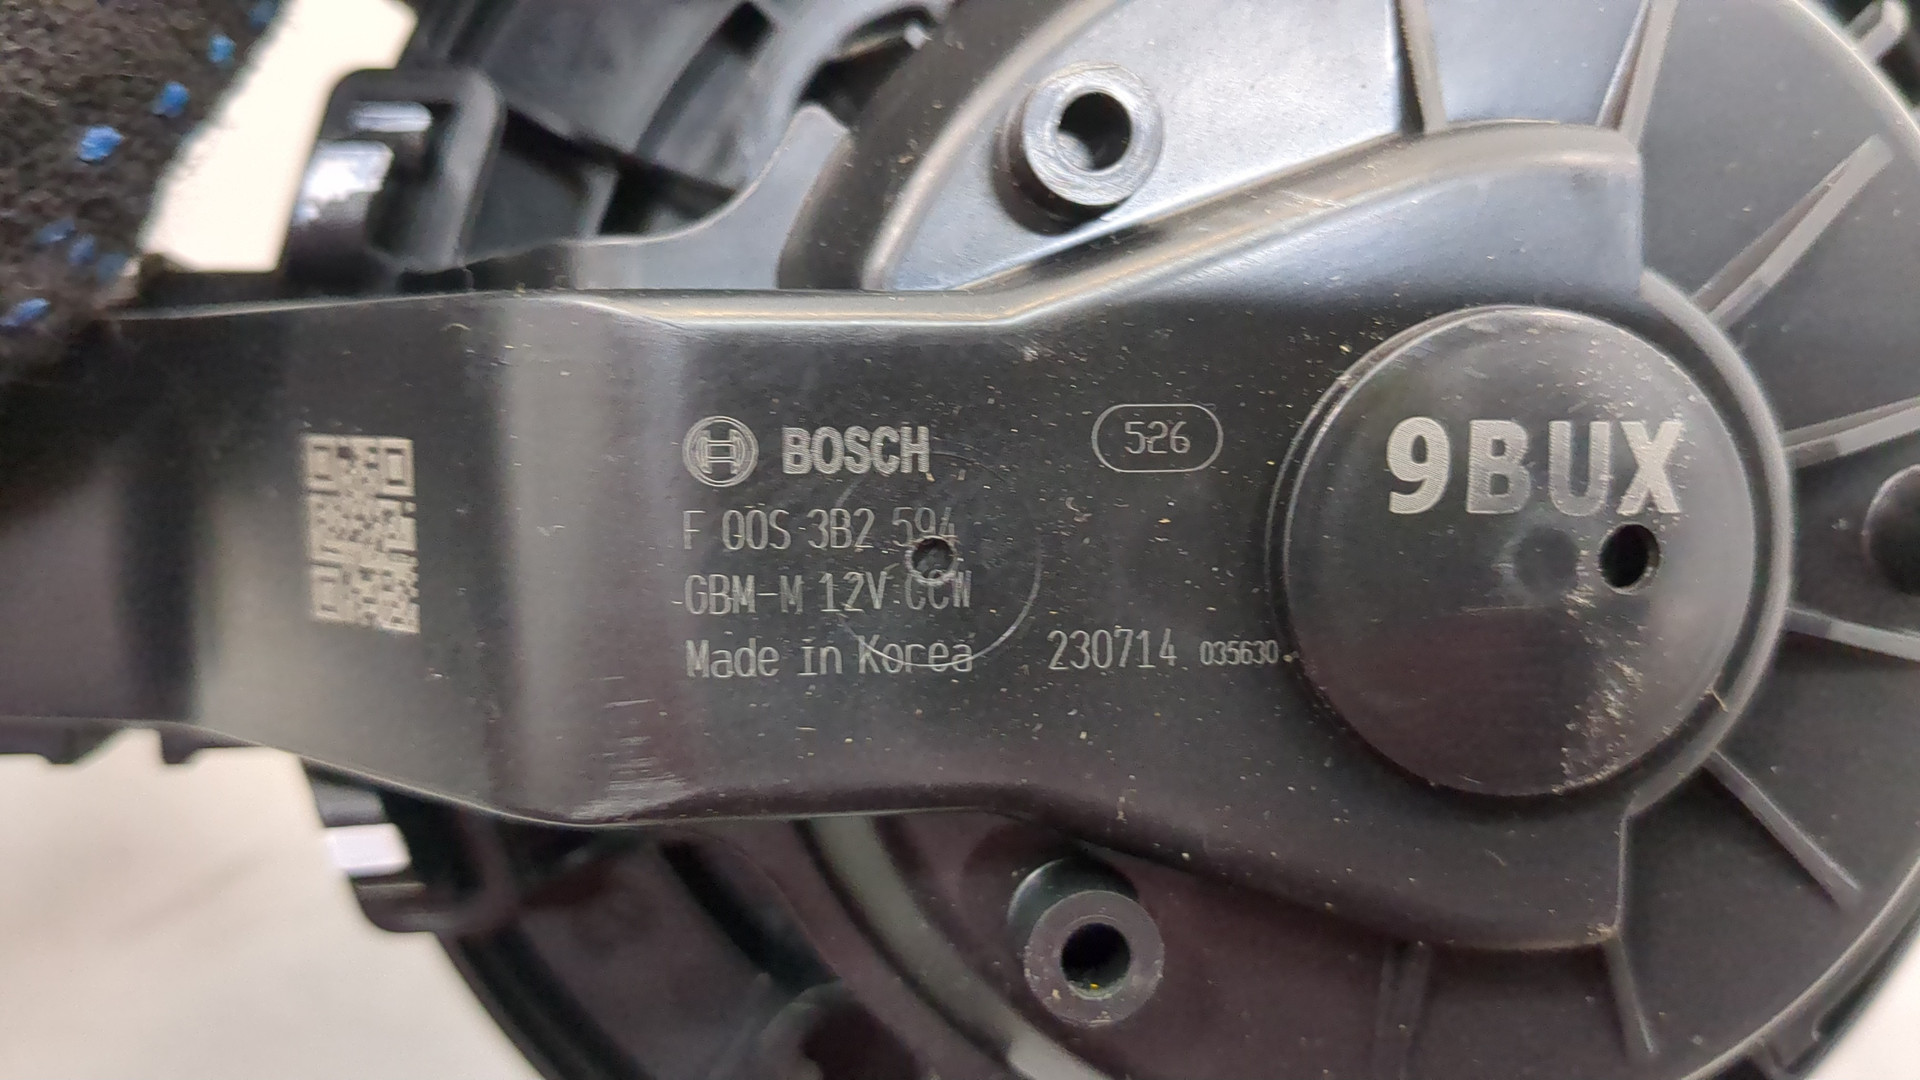 BOSCH
526
9BUX
F 00S 3B2 594
GBM-M 12V CCW
Made in Korea 230714 035630